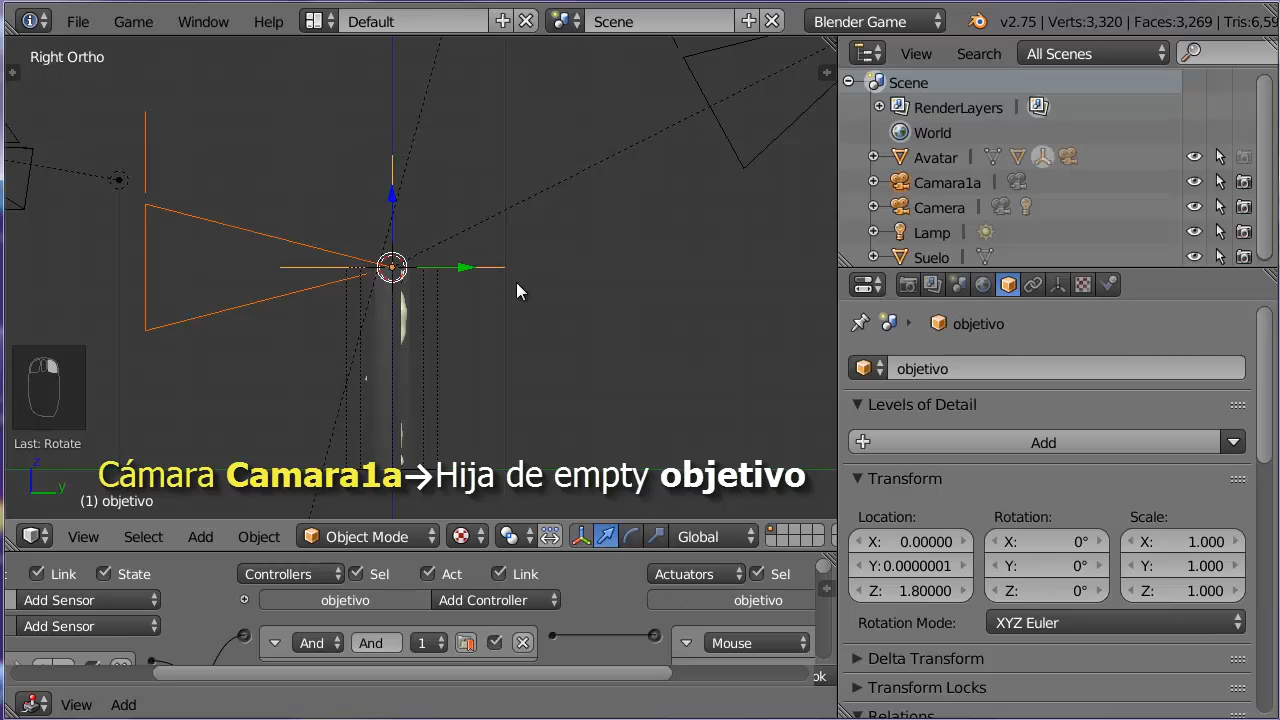 File Game Window Help Default Scene Blender Game v2.75 | Verts:3,320 | Faces:3,269 | Tris:6,59
Right Ortho
View Search All Scenes
Scene
RenderLayers
World
Avatar
Camara1a
Camera
Lamp
Suelo
objetivo
objetivo
Levels of Detail
Add
Transform
Location: Rotation: Scale:
X: 0.00000 X: 0° X: 1.000
Y:0.0000001 Y: 0° Y: 1.000
Z: 1.80000 Z: 0° Z: 1.000
Rotation Mode: XYZ Euler
Delta Transform
Transform Locks
Relations
Last: Rotate
z
y
Cámara Camara1a→Hija de empty objetivo
(1) objetivo
View Select Add Object Object Mode Global
Link State Controllers Sel Act Link Actuators Sel
Add Sensor objetivo Add Controller objetivo
Add Sensor
And And 1 Mouse
ok
View Add